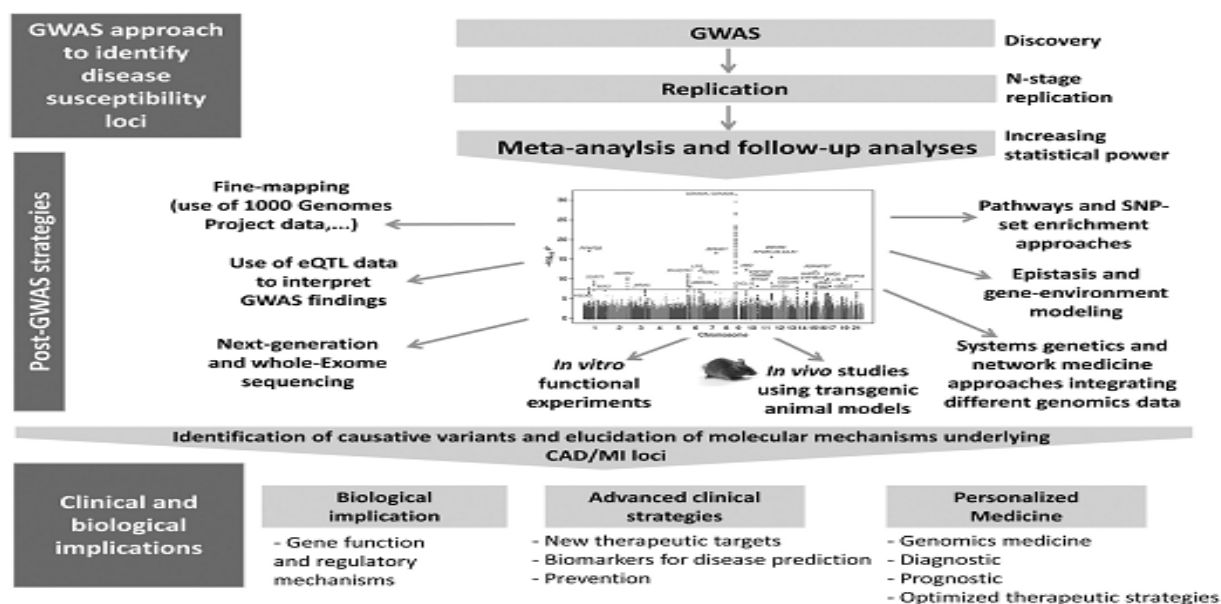 GWAS approach
to identify
disease
susceptibility
loci
GWAS
Discovery
Replication
N-stage
replication
Meta-anaylsis and follow-up analyses
Increasing
statistical power
Post-GWAS strategies
Fine-mapping
(use of 1000 Genomes
Project data,...)
Use of eQTL data
to interpret
GWAS findings
Next-generation
and whole-Exome
sequencing
Chromosome
In vitro
functional
experiments
In vivo studies
using transgenic
animal models
Pathways and SNP-
set enrichment
approaches
Epistasis and
gene-environment
modeling
Systems genetics and
network medicine
approaches integrating
different genomics data
Identification of causative variants and elucidation of molecular mechanisms underlying
CAD/MI loci
Clinical and
biological
implications
Biological
implication
- Gene function
and regulatory
mechanisms
Advanced clinical
strategies
- New therapeutic targets
- Biomarkers for disease prediction
- Prevention
Personalized
Medicine
- Genomics medicine
- Diagnostic
- Prognostic
- Optimized therapeutic strategies